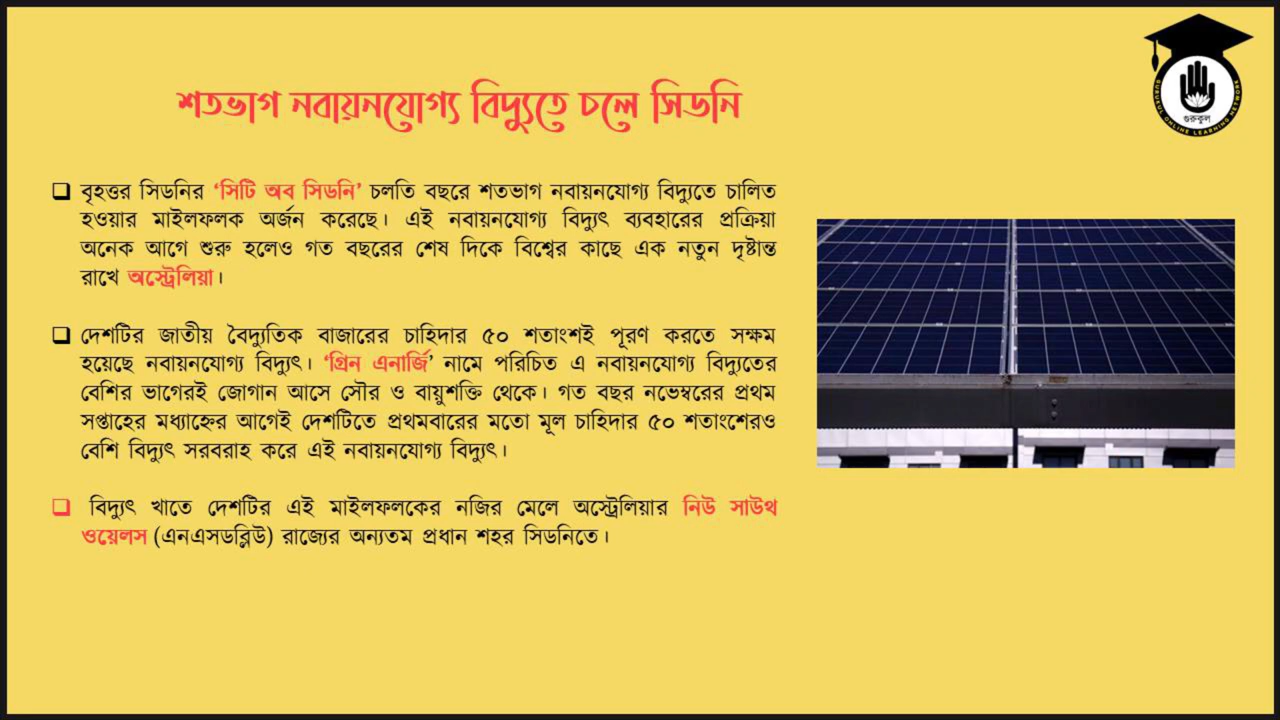 শতভাগ নবায়নযোগ্য বিদ্যুতে চলে সিডনি
GURUKUL ONLINE LEARNING NETWORK
গুরুকুল
বৃহত্তর সিডনির ‘সিটি অব সিডনি’ চলতি বছরে শতভাগ নবায়নযোগ্য বিদ্যুতে চালিত
হওয়ার মাইলফলক অর্জন করেছে। এই নবায়নযোগ্য বিদ্যুৎ ব্যবহারের প্রক্রিয়া
অনেক আগে শুরু হলেও গত বছরের শেষ দিকে বিশ্বের কাছে এক নতুন দৃষ্টান্ত
রাখে অস্ট্রেলিয়া।
দেশটির জাতীয় বৈদ্যুতিক বাজারের চাহিদার ৫০ শতাংশই পূরণ করতে সক্ষম
হয়েছে নবায়নযোগ্য বিদ্যুৎ। ‘গ্রিন এনার্জি’ নামে পরিচিত এ নবায়নযোগ্য বিদ্যুতের
বেশির ভাগেরই জোগান আসে সৌর ও বায়ুশক্তি থেকে। গত বছর নভেম্বরের প্রথম
সপ্তাহের মধ্যাহ্নের আগেই দেশটিতে প্রথমবারের মতো মূল চাহিদার ৫০ শতাংশেরও
বেশি বিদ্যুৎ সরবরাহ করে এই নবায়নযোগ্য বিদ্যুৎ।
বিদ্যুৎ খাতে দেশটির এই মাইলফলকের নজির মেলে অস্ট্রেলিয়ার নিউ সাউথ
ওয়েলস (এনএসডব্লিউ) রাজ্যের অন্যতম প্রধান শহর সিডনিতে।